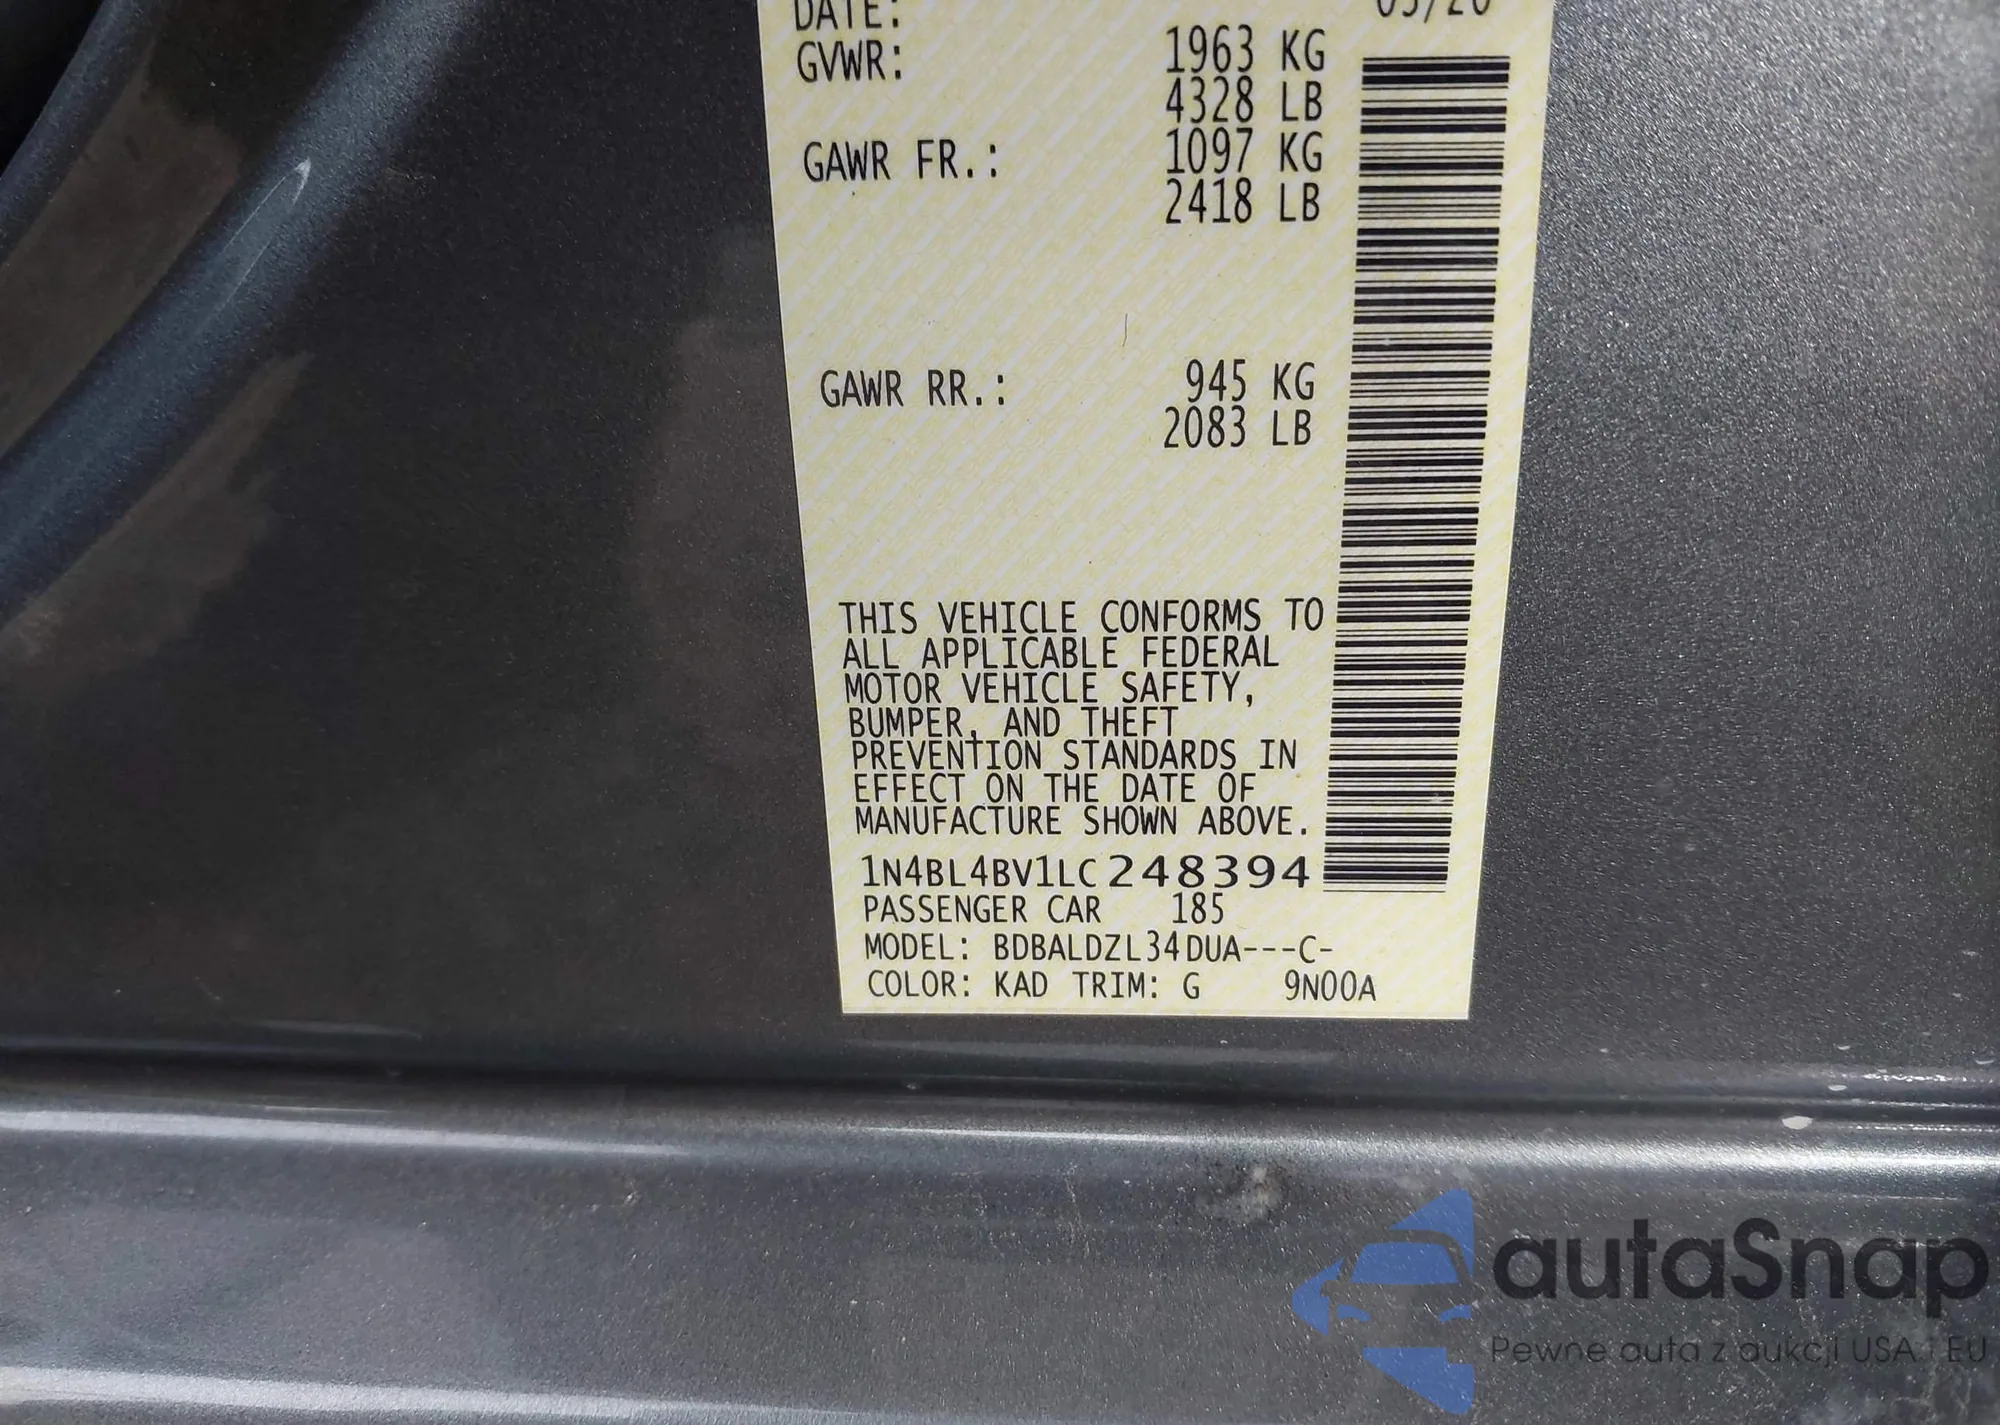 DATE: 03/20
GVWR: 1963 KG
4328 LB
GAWR FR.: 1097 KG
2418 LB
GAWR RR.: 945 KG
2083 LB
THIS VEHICLE CONFORMS TO
ALL APPLICABLE FEDERAL
MOTOR VEHICLE SAFETY,
BUMPER, AND THEFT
PREVENTION STANDARDS IN
EFFECT ON THE DATE OF
MANUFACTURE SHOWN ABOVE.
1N4BL4BV1LC248394
PASSENGER CAR 185
MODEL: BDBALDZL34DUA---C-
COLOR: KAD TRIM: G 9N00A
autaSnap
Pewne auta z aukcji USA i EU